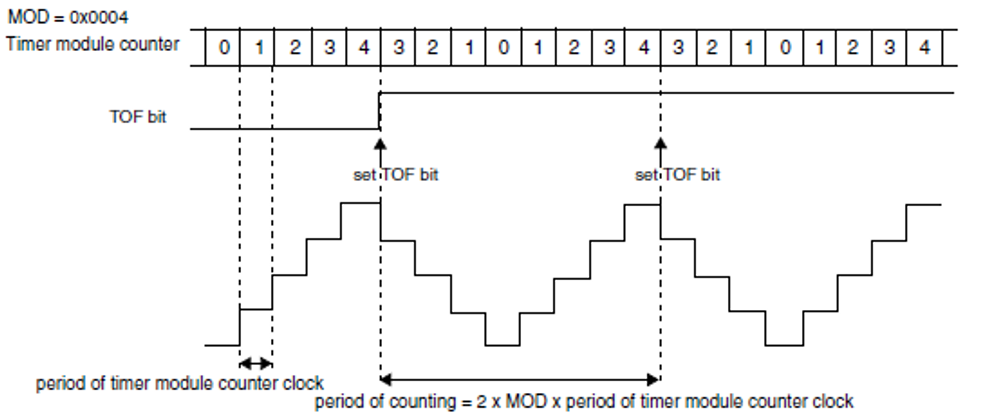 MOD = 0x0004
Timer module counter 0 1 2 3 4 3 2 1 0 1 2 3 4 3 2 1 0 1 2 3 4
TOF bit
set TOF bit set TOF bit
period of timer module counter clock
period of counting = 2 x MOD x period of timer module counter clock